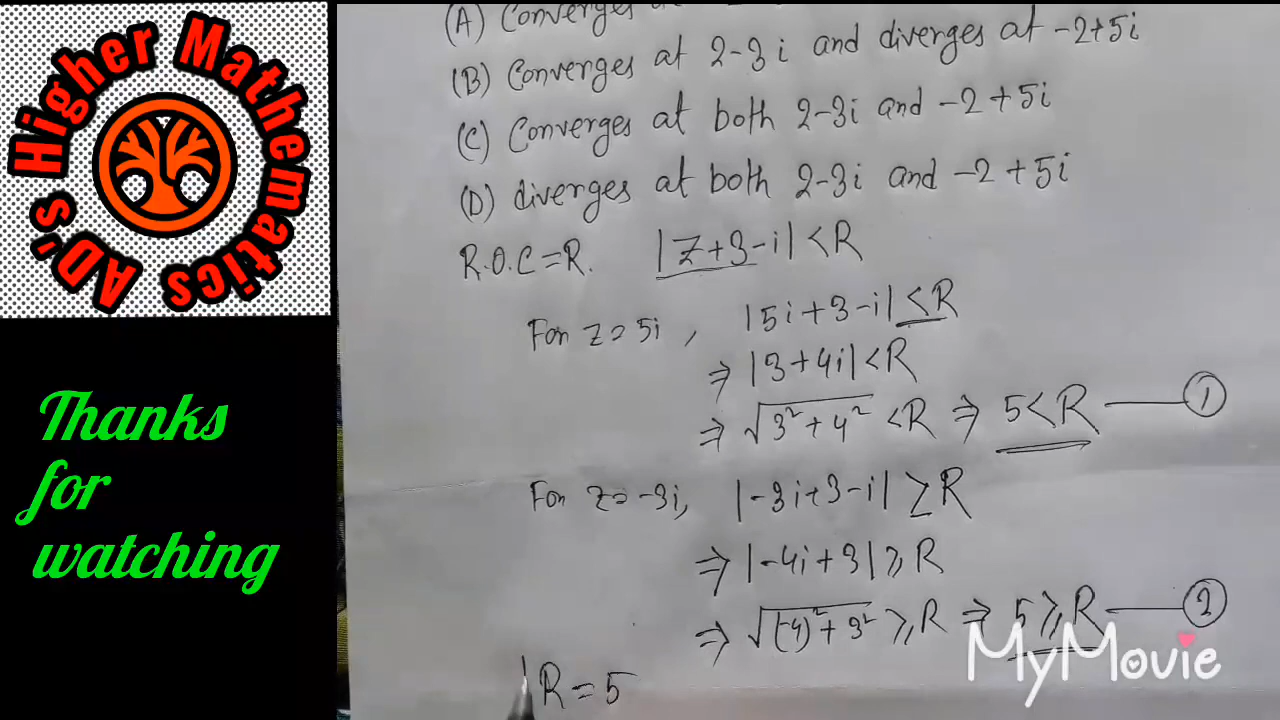 AD's Higher Mathematics
Thanks
for
watching
(A) Converges
(B) Converges at 2-3i and diverges at -2+5i
(C) Converges at both 2-3i and -2+5i
(D) diverges at both 2-3i and -2+5i
R.O.C=R. |z+3-i|<R
For z=5i, |5i+3-i|<R
⇒ |3+4i|<R
⇒ √3²+4² <R ⇒ 5<R —— ①
For z=-3i, |-3i+3-i| ≥R
⇒ |-4i+3| ≥ R
⇒ √(-4)²+3² ≥ R ⇒ 5 ≥ R —— ②
R=5
MyMovie